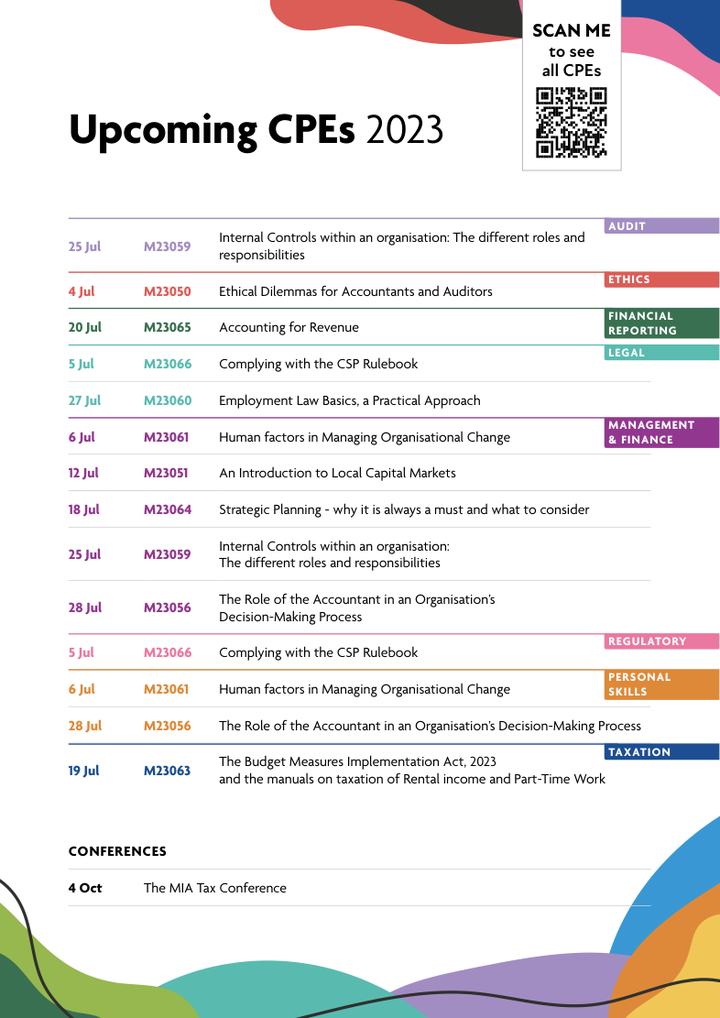 SCAN ME
to see
all CPEs
Upcoming CPEs 2023
AUDIT
25 Jul M23059 Internal Controls within an organisation: The different roles and
responsibilities
ETHICS
4 Jul M23050 Ethical Dilemmas for Accountants and Auditors
FINANCIAL
REPORTING
20 Jul M23065 Accounting for Revenue
LEGAL
5 Jul M23066 Complying with the CSP Rulebook
27 Jul M23060 Employment Law Basics, a Practical Approach
MANAGEMENT
& FINANCE
6 Jul M23061 Human factors in Managing Organisational Change
12 Jul M23051 An Introduction to Local Capital Markets
18 Jul M23064 Strategic Planning - why it is always a must and what to consider
25 Jul M23059 Internal Controls within an organisation:
The different roles and responsibilities
28 Jul M23056 The Role of the Accountant in an Organisation's
Decision-Making Process
REGULATORY
5 Jul M23066 Complying with the CSP Rulebook
PERSONAL
SKILLS
6 Jul M23061 Human factors in Managing Organisational Change
28 Jul M23056 The Role of the Accountant in an Organisation's Decision-Making Process
TAXATION
19 Jul M23063 The Budget Measures Implementation Act, 2023
and the manuals on taxation of Rental income and Part-Time Work
CONFERENCES
4 Oct The MIA Tax Conference